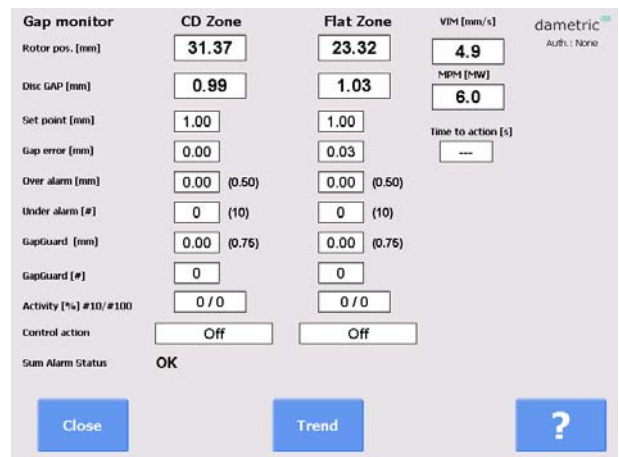 Gap monitor CD Zone Flat Zone VIM [mm/s] dametric
Rotor pos. [mm] 31.37 23.32 4.9 Auth.: None
MPM [MW]
Disc GAP [mm] 0.99 1.03 6.0
Set point [mm] 1.00 1.00
Time to action [s]
Gap error [mm] 0.00 0.03 ---
Over alarm [mm] 0.00 (0.50) 0.00 (0.50)
Under alarm [#] 0 (10) 0 (10)
GapGuard [mm] 0.00 (0.75) 0.00 (0.75)
GapGuard [#] 0 0
Activity [%] #10/#100 0 / 0 0 / 0
Control action Off Off
Sum Alarm Status OK
Close Trend ?